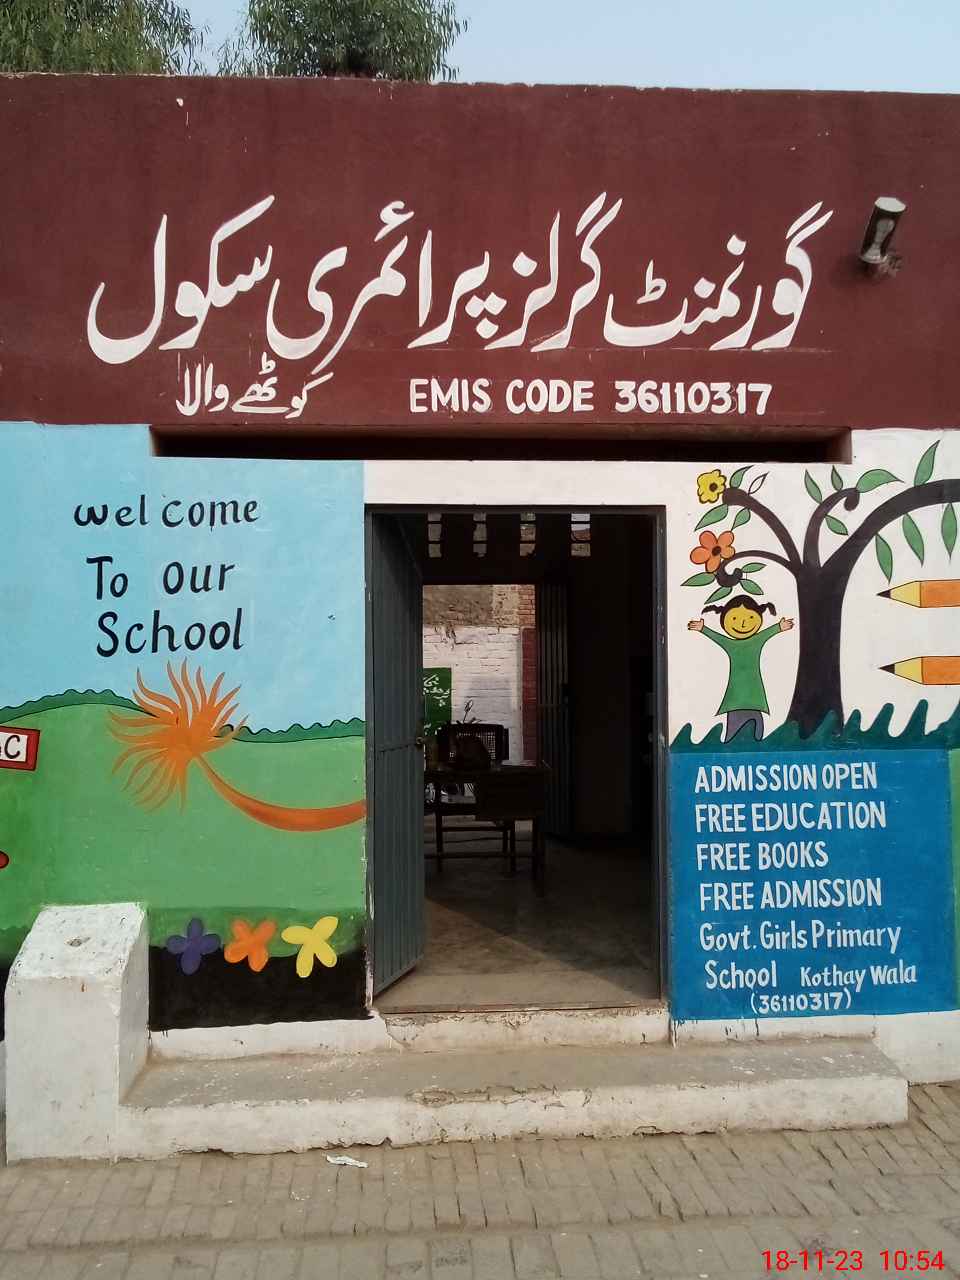 گورنمنٹ گرلز پرائمری سکول
کوٹھے والا
EMIS CODE 36110317
welcome
To our
School
C
ADMISSION OPEN
FREE EDUCATION
FREE BOOKS
FREE ADMISSION
Govt. Girls Primary
School Kothay Wala
(36110317)
18-11-23 10:54